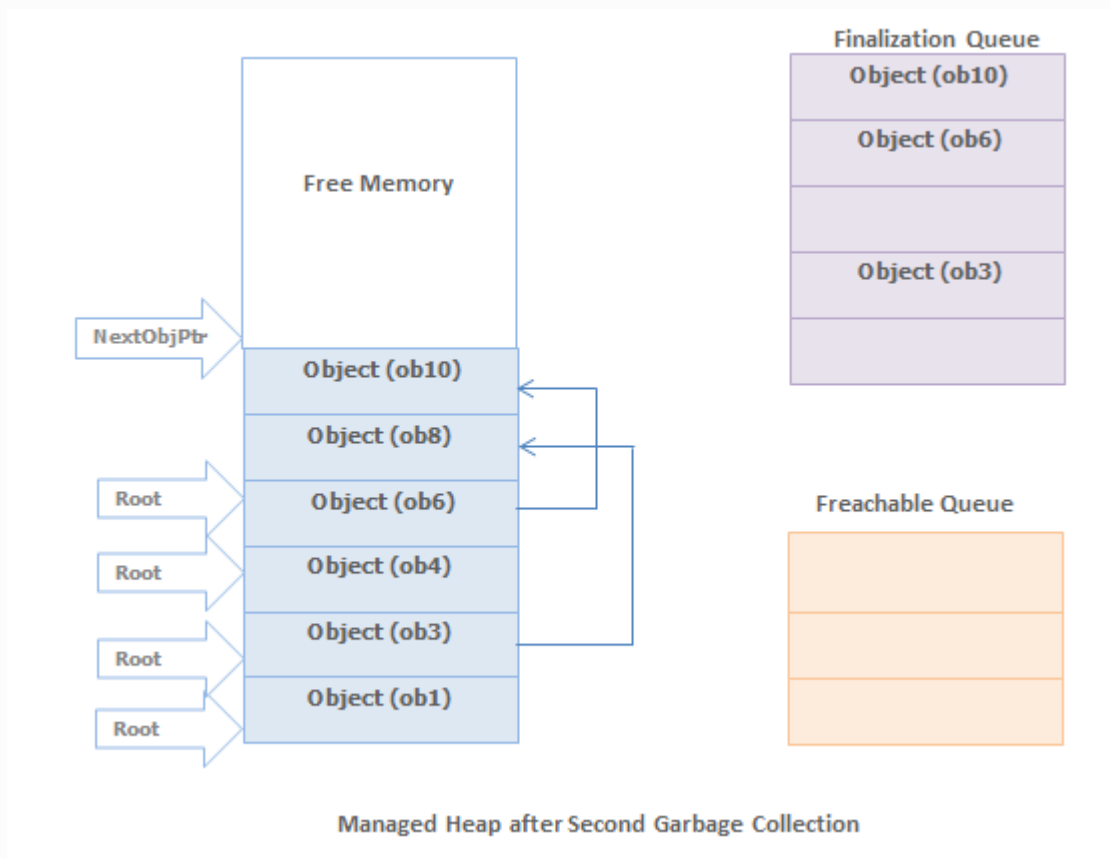 Finalization Queue
Object (ob10)
Object (ob6)
Object (ob3)
Free Memory
NextObjPtr
Object (ob10)
Object (ob8)
Root
Object (ob6)
Root
Object (ob4)
Root
Object (ob3)
Root
Object (ob1)
Freachable Queue
Managed Heap after Second Garbage Collection